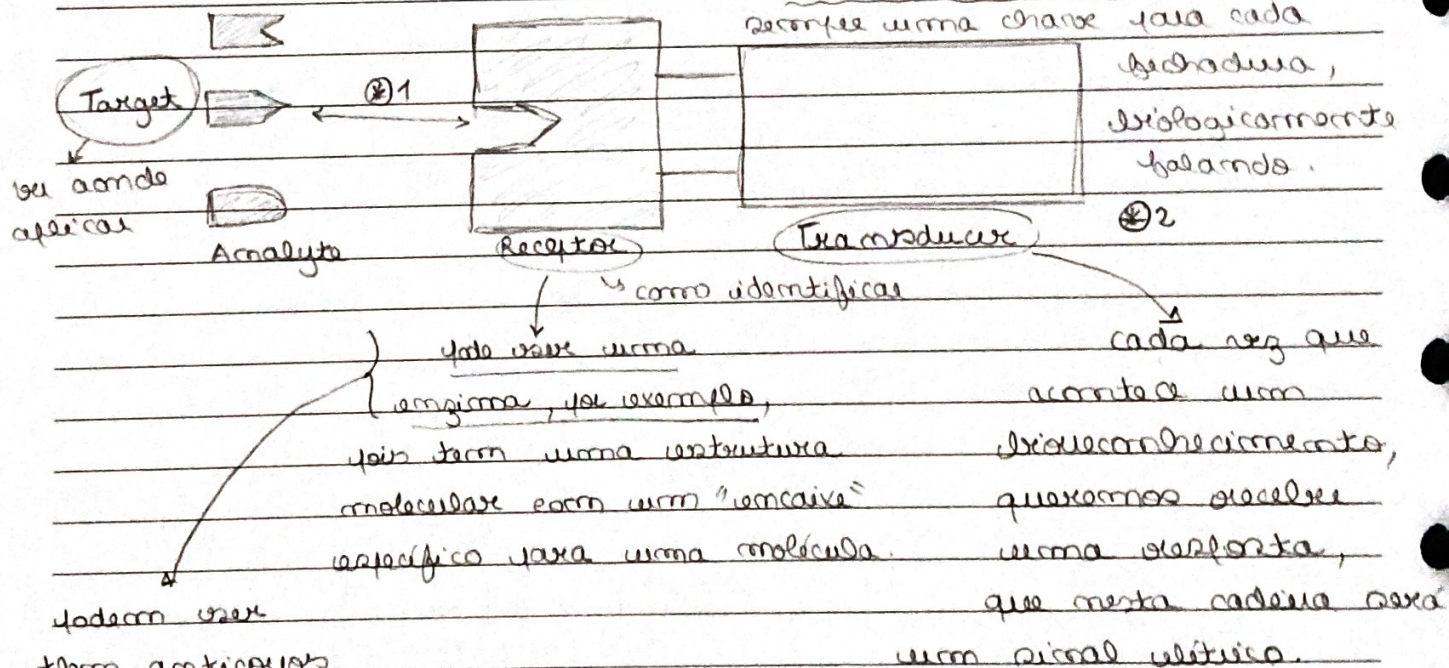 sempre uma chave para cada
fechadura,
biologicamente
falando.
Target
⊛1
ou aonde
aplicar
Analyte
Receptor
Transducer
⊛2
↳ como identificar
pode ser uma
enzima, por exemplo,
pois tem uma estrutura
molecular com um "encaixe"
específico para uma molécula.
cada vez que
acontece um
bioreconhecimento,
queremos receber
uma resposta,
que nesta cadeia será
um sinal elétrico.
podem ser